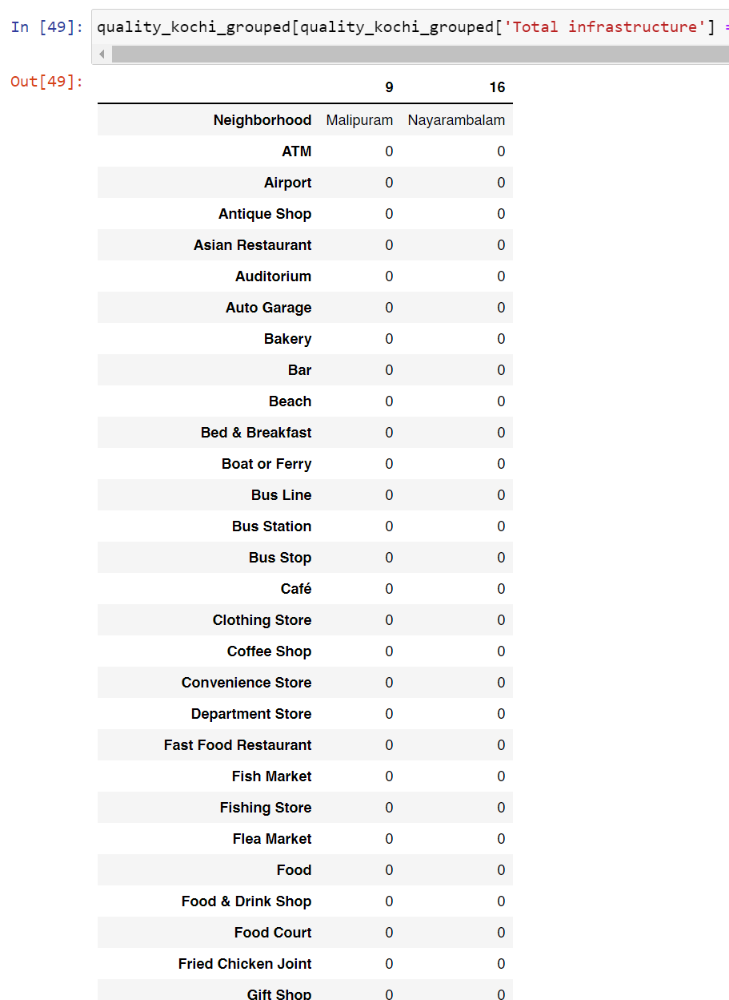 In [49]: quality_kochi_grouped[quality_kochi_grouped['Total infrastructure'] =
Out[49]:
9 16
Neighborhood Malipuram Nayarambalam
ATM 0 0
Airport 0 0
Antique Shop 0 0
Asian Restaurant 0 0
Auditorium 0 0
Auto Garage 0 0
Bakery 0 0
Bar 0 0
Beach 0 0
Bed & Breakfast 0 0
Boat or Ferry 0 0
Bus Line 0 0
Bus Station 0 0
Bus Stop 0 0
Café 0 0
Clothing Store 0 0
Coffee Shop 0 0
Convenience Store 0 0
Department Store 0 0
Fast Food Restaurant 0 0
Fish Market 0 0
Fishing Store 0 0
Flea Market 0 0
Food 0 0
Food & Drink Shop 0 0
Food Court 0 0
Fried Chicken Joint 0 0
Gift Shop 0 0